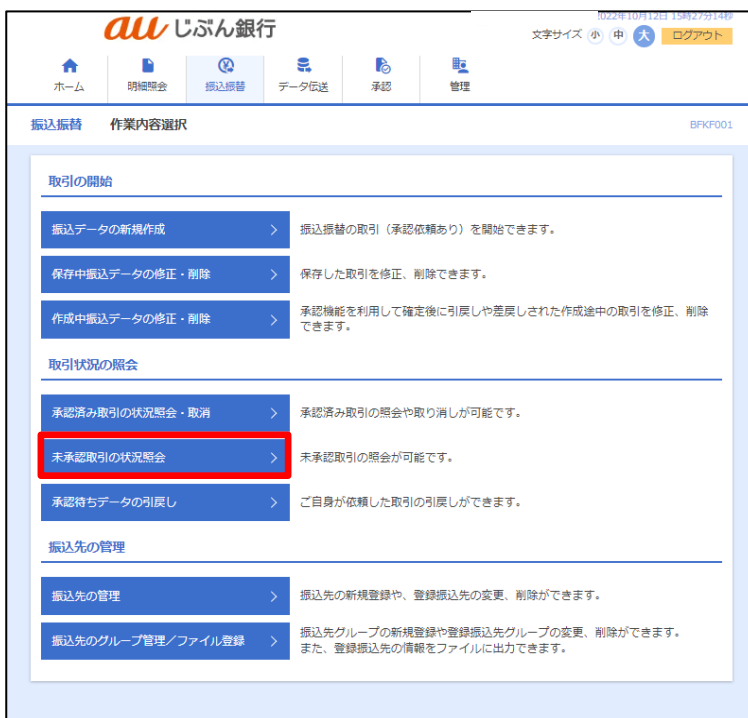 2022年10月12日 15時27分14秒
au じぶん銀行
文字サイズ 小 中 大 ログアウト
ホーム 明細照会 振込振替 データ伝送 承認 管理
振込振替 作業内容選択 BFKF001
取引の開始
振込データの新規作成 振込振替の取引（承認依頼あり）を開始できます。
保存中振込データの修正・削除 保存した取引を修正、削除できます。
作成中振込データの修正・削除 承認機能を利用して確定後に引戻しや差戻しされた作成途中の取引を修正、削除
できます。
取引状況の照会
承認済み取引の状況照会・取消 承認済み取引の照会や取り消しが可能です。
未承認取引の状況照会 未承認取引の照会が可能です。
承認待ちデータの引戻し ご自身が依頼した取引の引戻しができます。
振込先の管理
振込先の管理 振込先の新規登録や、登録振込先の変更、削除ができます。
振込先のグループ管理／ファイル登録 振込先グループの新規登録や登録振込先グループの変更、削除ができます。
また、登録振込先の情報をファイルに出力できます。